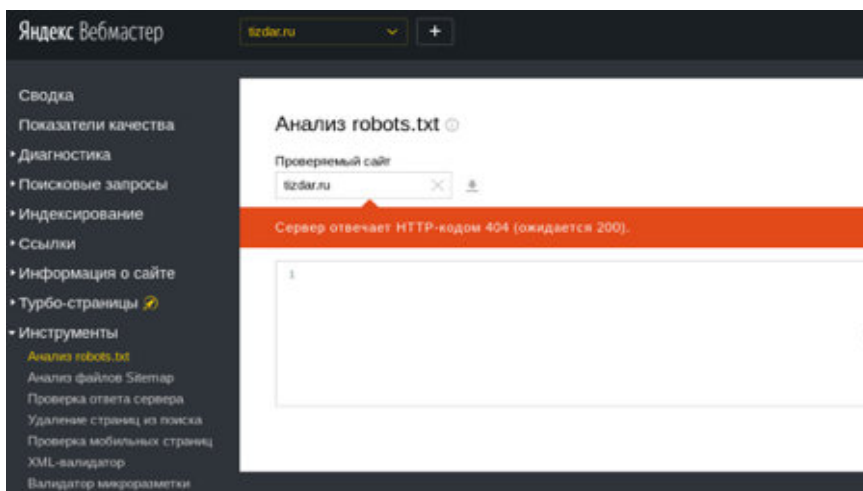 Яндекс Вебмастер
tizdar.ru
+
Сводка
Показатели качества
Диагностика
Поисковые запросы
Индексирование
Ссылки
Информация о сайте
Турбо-страницы
Инструменты
Анализ robots.txt
Анализ файлов Sitemap
Проверка ответа сервера
Удаление страниц из поиска
Проверка мобильных страниц
XML-валидатор
Валидатор микроразметки
Анализ robots.txt
Проверяемый сайт
tizdar.ru
Сервер отвечает HTTP-кодом 404 (ожидается 200).
1